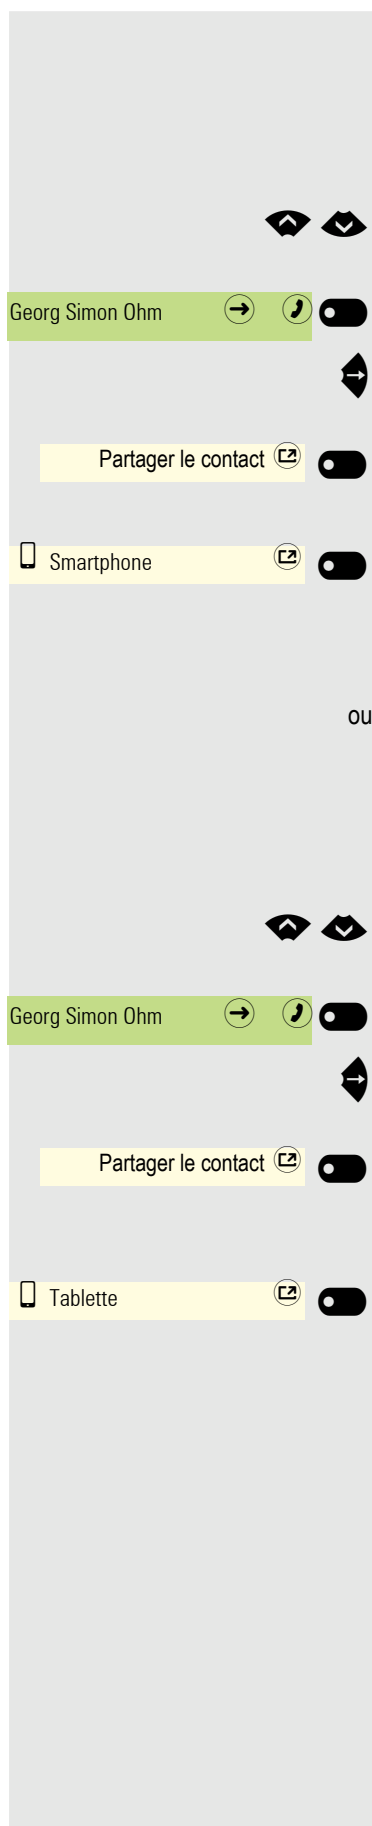 Georg Simon Ohm
Partager le contact
Smartphone
ou
Georg Simon Ohm
Partager le contact
Tablette